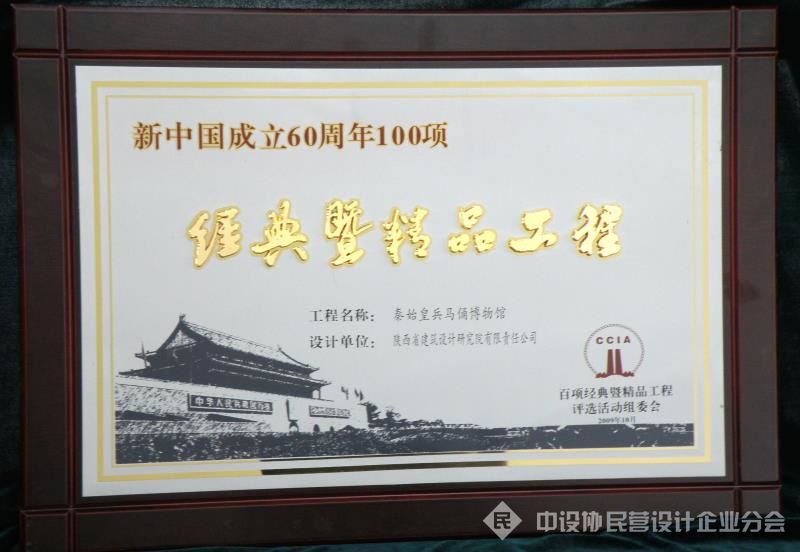 新中国成立60周年100项
经典暨精品工程
工程名称：秦始皇兵马俑博物馆
设计单位：陕西省建筑设计研究院有限责任公司
CCIA
百项经典暨精品工程
评选活动组委会
2009年10月
中华人民共和国万岁
民 中设协民营设计企业分会